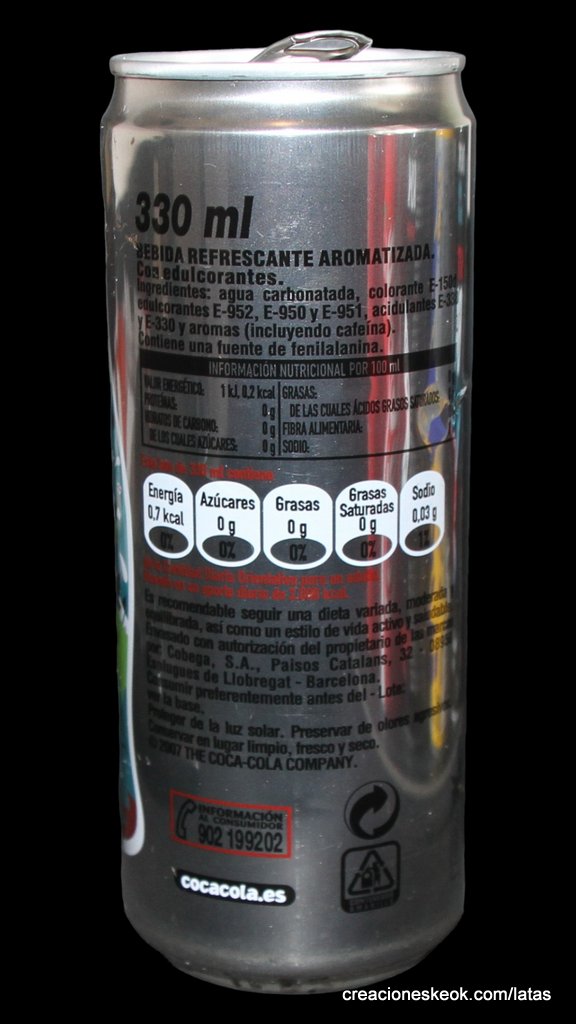 330 ml
BEBIDA REFRESCANTE AROMATIZADA.
Con edulcorantes.
Ingredientes: agua carbonatada, colorante E-150d
edulcorantes E-952, E-950 y E-951, acidulantes E-338
y E-330 y aromas (incluyendo cafeína).
Contiene una fuente de fenilalanina.
INFORMACIÓN NUTRICIONAL POR 100 ml
VALOR ENERGÉTICO: 1 kJ, 0,2 kcal
PROTEÍNAS: 0 g
HIDRATOS DE CARBONO: 0 g
DE LOS CUALES AZÚCARES: 0 g
GRASAS:
DE LAS CUALES ÁCIDOS GRASOS SATURADOS:
FIBRA ALIMENTARIA:
SODIO:
330 ml contiene
Energía 0,7 kcal 0%
Azúcares 0 g 0%
Grasas 0 g 0%
Grasas Saturadas 0 g 0%
Sodio 0,03 g 1%
Es recomendable seguir una dieta variada, moderada y
equilibrada, así como un estilo de vida activo y saludable
Envasado con autorización del propietario de las marcas
por: Cobega, S.A., Països Catalans, 32 -
Esplugues de Llobregat - Barcelona.
Consumir preferentemente antes del - Lote:
ver la base.
Proteger de la luz solar. Preservar de olores agresivos.
Conservar en lugar limpio, fresco y seco.
©2007 THE COCA-COLA COMPANY.
INFORMACIÓN
AL CONSUMIDOR
902 199202
cocacola.es
creacioneskeok.com/latas